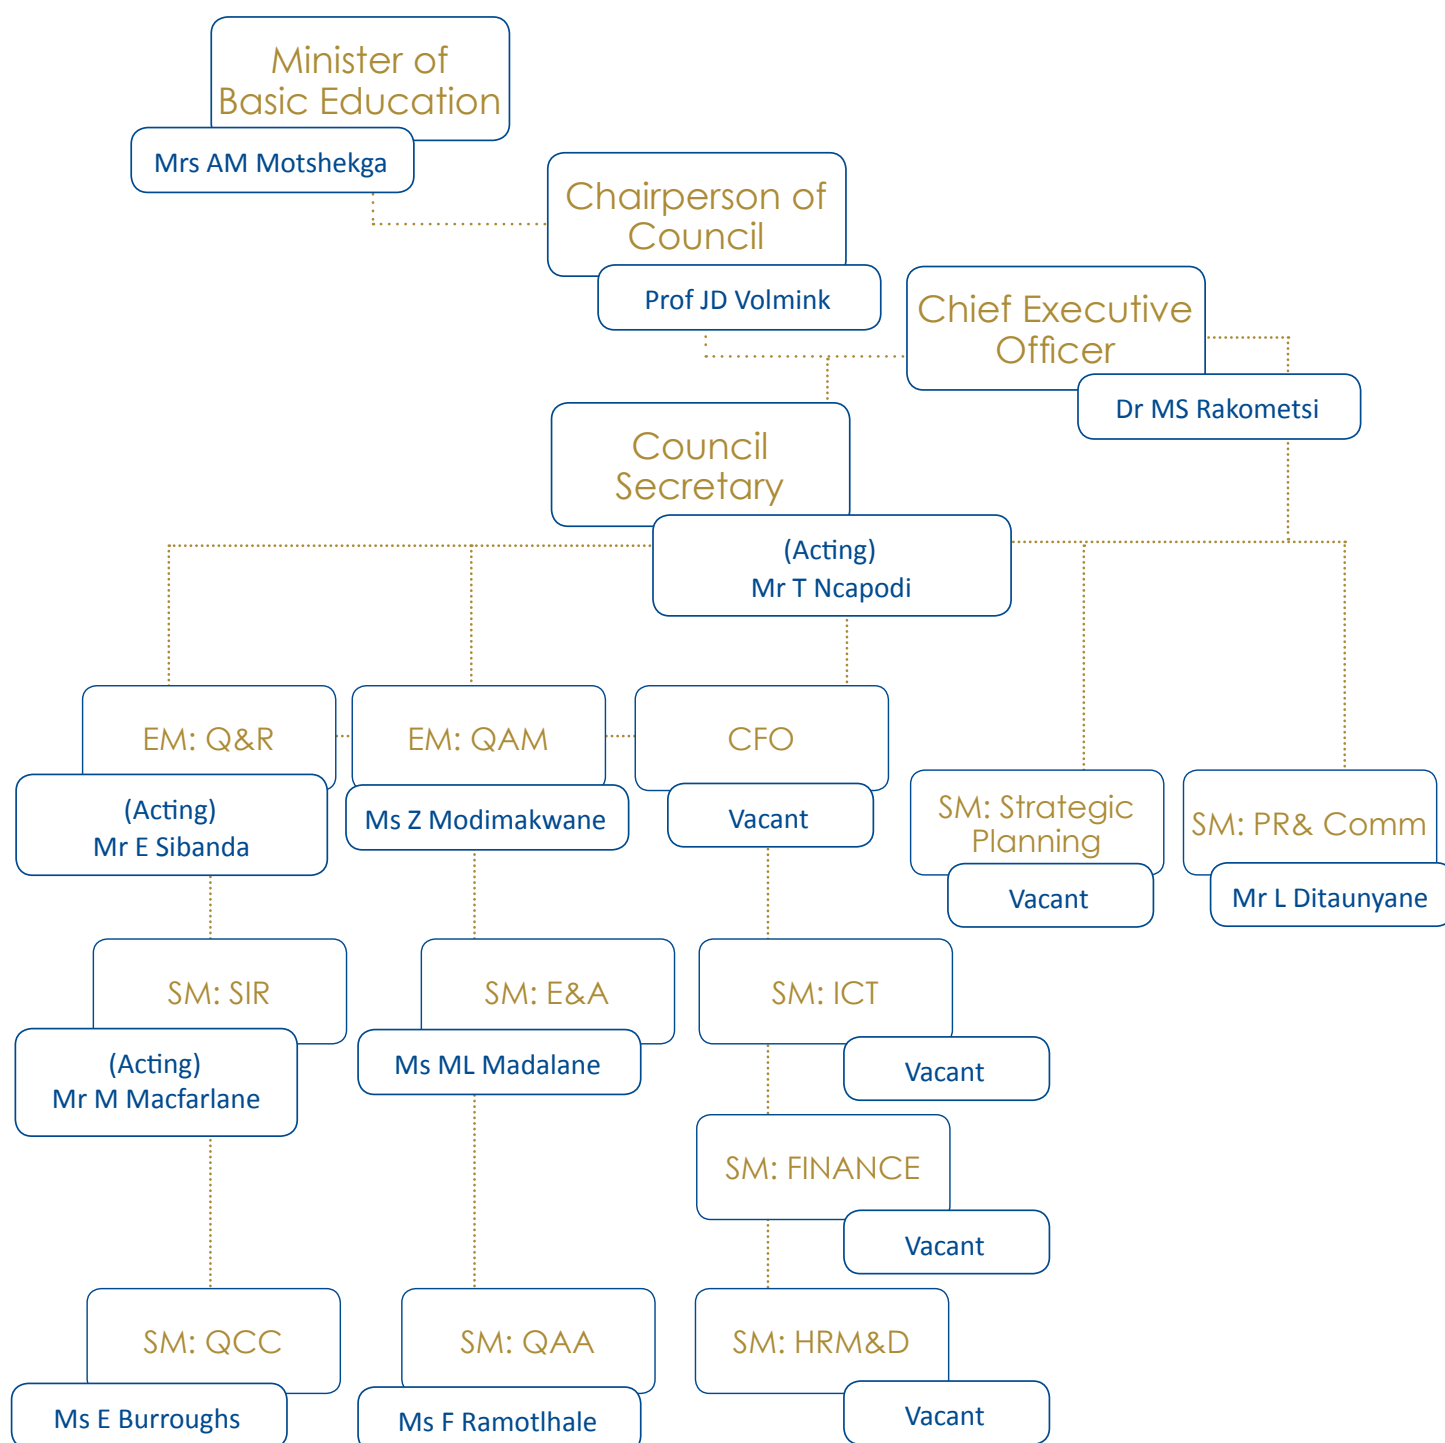 Minister of
Basic Education
Mrs AM Motshekga
Chairperson of
Council
Prof JD Volmink
Chief Executive
Officer
Dr MS Rakometsi
Council
Secretary
(Acting)
Mr T Ncapodi
EM: Q&R
(Acting)
Mr E Sibanda
EM: QAM
Ms Z Modimakwane
CFO
Vacant
SM: Strategic
Planning
Vacant
SM: PR& Comm
Mr L Ditaunyane
SM: SIR
(Acting)
Mr M Macfarlane
SM: E&A
Ms ML Madalane
SM: ICT
Vacant
SM: FINANCE
Vacant
SM: QCC
Ms E Burroughs
SM: QAA
Ms F Ramotlhale
SM: HRM&D
Vacant